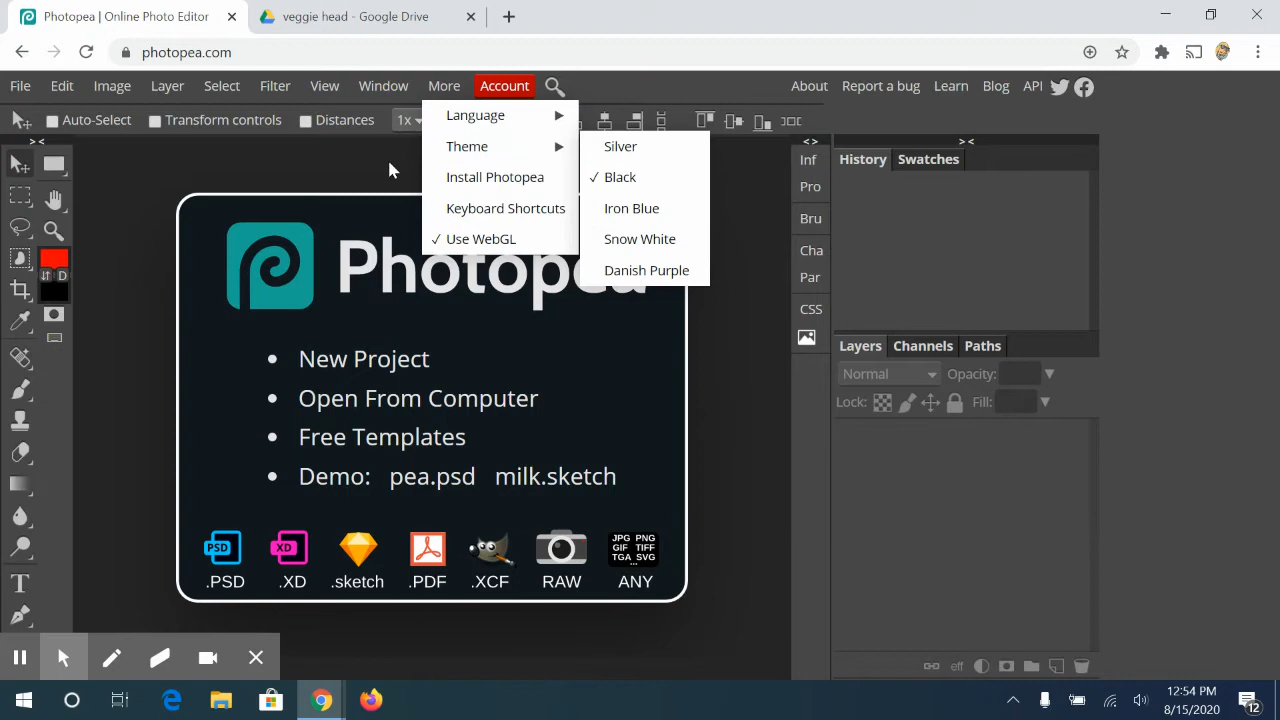 Photopea | Online Photo Editor
veggie head - Google Drive
photopea.com
File Edit Image Layer Select Filter View Window More Account
About Report a bug Learn Blog API
Auto-Select Transform controls Distances 1x
Language
Theme
Install Photopea
Keyboard Shortcuts
✓ Use WebGL
Silver
✓ Black
Iron Blue
Snow White
Danish Purple
> <
< >
> <
Inf
Pro
Bru
Cha
Par
CSS
History Swatches
Layers Channels Paths
Normal Opacity:
Lock: Fill:
eff
D
Photopea
• New Project
• Open From Computer
• Free Templates
• Demo: pea.psd milk.sketch
PSD XD JPG PNG
GIF TIFF
TGA ... SVG
.PSD .XD .sketch .PDF .XCF RAW ANY
12:54 PM
8/15/2020
12